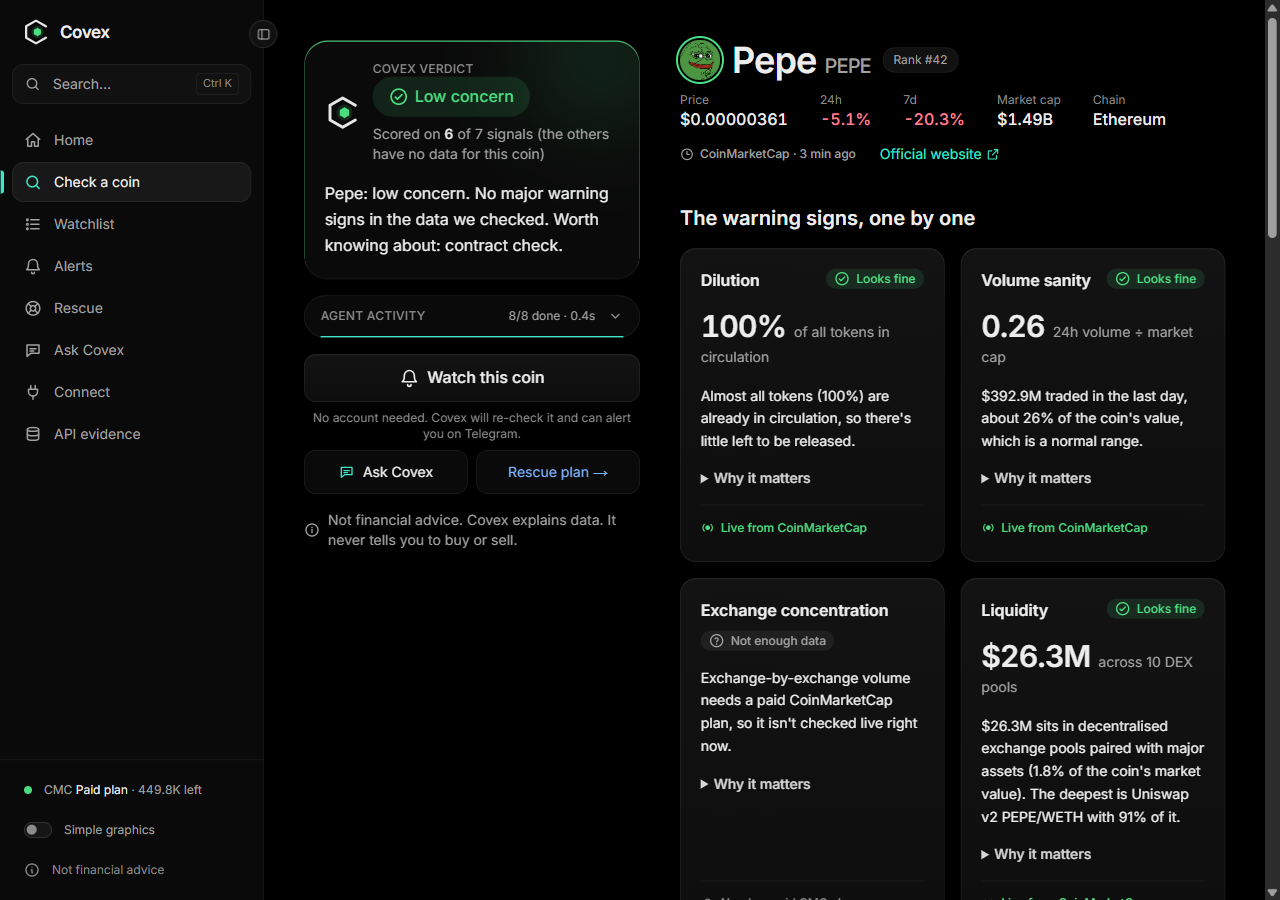 Covex
Search...
Ctrl K
Home
Check a coin
Watchlist
Alerts
Rescue
Ask Covex
Connect
API evidence
CMC Paid plan · 449.8K left
Simple graphics
Not financial advice
COVEX VERDICT
Low concern
Scored on 6 of 7 signals (the others
have no data for this coin)
Pepe: low concern. No major warning
signs in the data we checked. Worth
knowing about: contract check.
AGENT ACTIVITY
8/8 done · 0.4s
Watch this coin
No account needed. Covex will re-check it and can alert
you on Telegram.
Ask Covex
Rescue plan →
Not financial advice. Covex explains data. It
never tells you to buy or sell.
Pepe PEPE
Rank #42
Price
$0.00000361
24h
-5.1%
7d
-20.3%
Market cap
$1.49B
Chain
Ethereum
CoinMarketCap · 3 min ago
Official website
The warning signs, one by one
Dilution
Looks fine
100% of all tokens in
circulation
Almost all tokens (100%) are
already in circulation, so there's
little left to be released.
Why it matters
Live from CoinMarketCap
Volume sanity
Looks fine
0.26 24h volume ÷ market
cap
$392.9M traded in the last day,
about 26% of the coin's value,
which is a normal range.
Why it matters
Live from CoinMarketCap
Exchange concentration
Not enough data
Exchange-by-exchange volume
needs a paid CoinMarketCap
plan, so it isn't checked live right
now.
Why it matters
Liquidity
Looks fine
$26.3M across 10 DEX
pools
$26.3M sits in decentralised
exchange pools paired with major
assets (1.8% of the coin's market
value). The deepest is Uniswap
v2 PEPE/WETH with 91% of it.
Why it matters